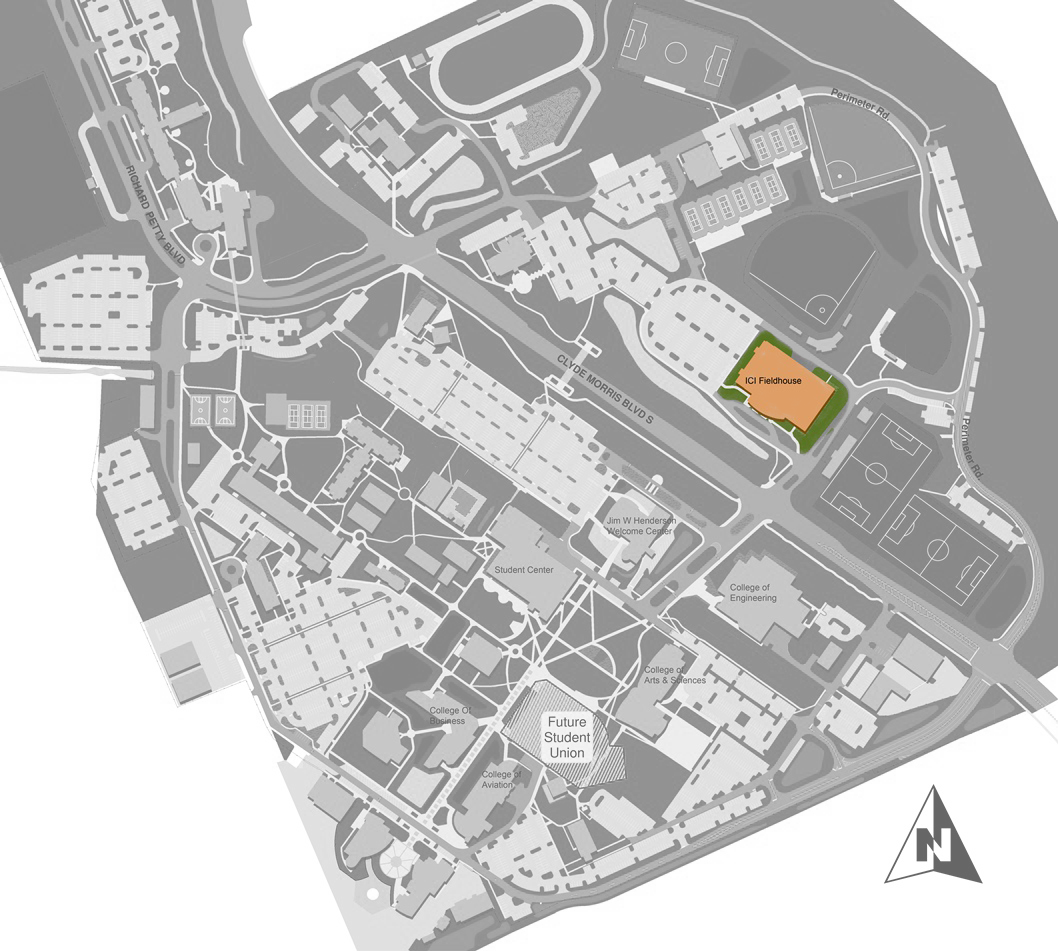 Perimeter Rd.
RICHARD PETTY BLVD
CLYDE MORRIS BLVD S
ICI Fieldhouse
Perimeter Rd
Jim W Henderson
Welcome Center
Student Center
College of
Engineering
College of
Arts & Sciences
College Of
Business
Future
Student
Union
College of
Aviation
N